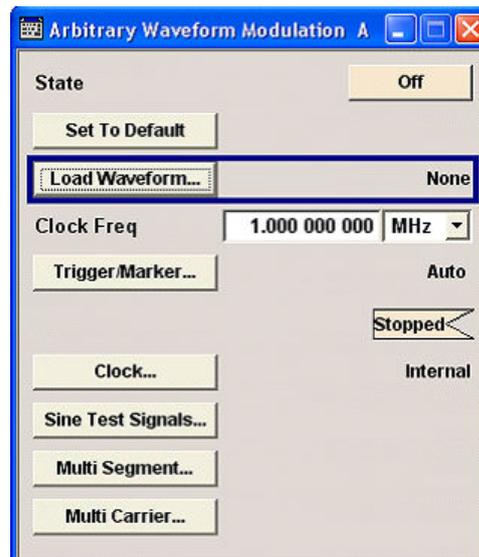 Arbitrary Waveform Modulation A
State Off
Set To Default
Load Waveform... None
Clock Freq 1.000 000 000 MHz
Trigger/Marker... Auto
Stopped
Clock... Internal
Sine Test Signals...
Multi Segment...
Multi Carrier...